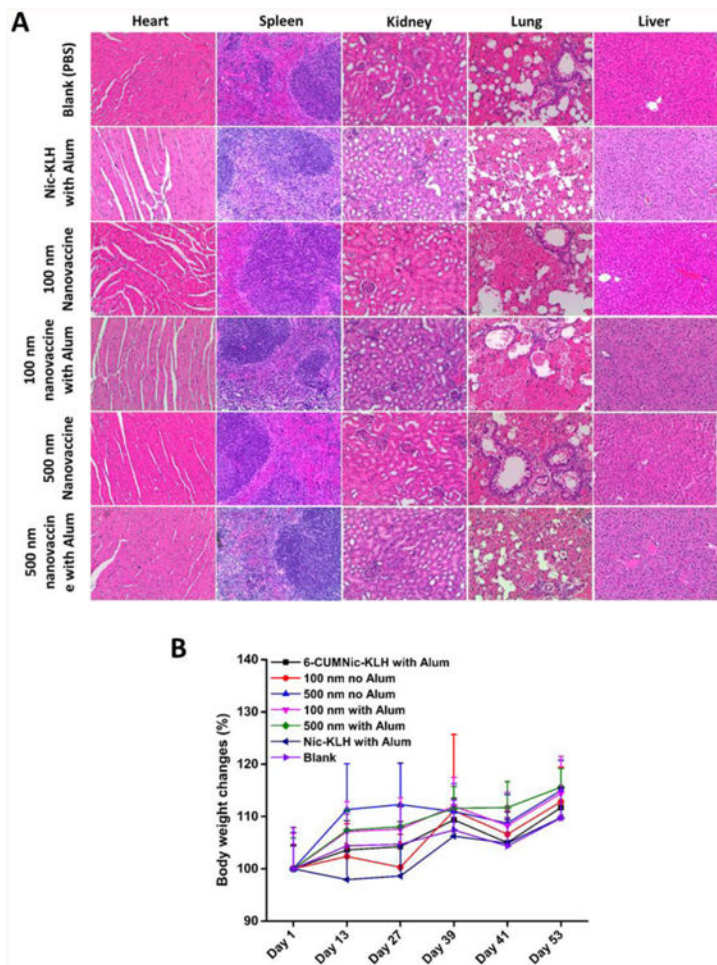 A
Heart Spleen Kidney Lung Liver
Blank (PBS)
Nic-KLH
with Alum
100 nm
Nanovaccine
100 nm
nanovaccine
with Alum
500 nm
Nanovaccine
500 nm
nanovaccin
e with Alum
B
Body weight changes (%)
140
130
120
110
100
90
6-CUMNic-KLH with Alum
100 nm no Alum
500 nm no Alum
100 nm with Alum
500 nm with Alum
Nic-KLH with Alum
Blank
Day 1 Day 13 Day 27 Day 39 Day 41 Day 53